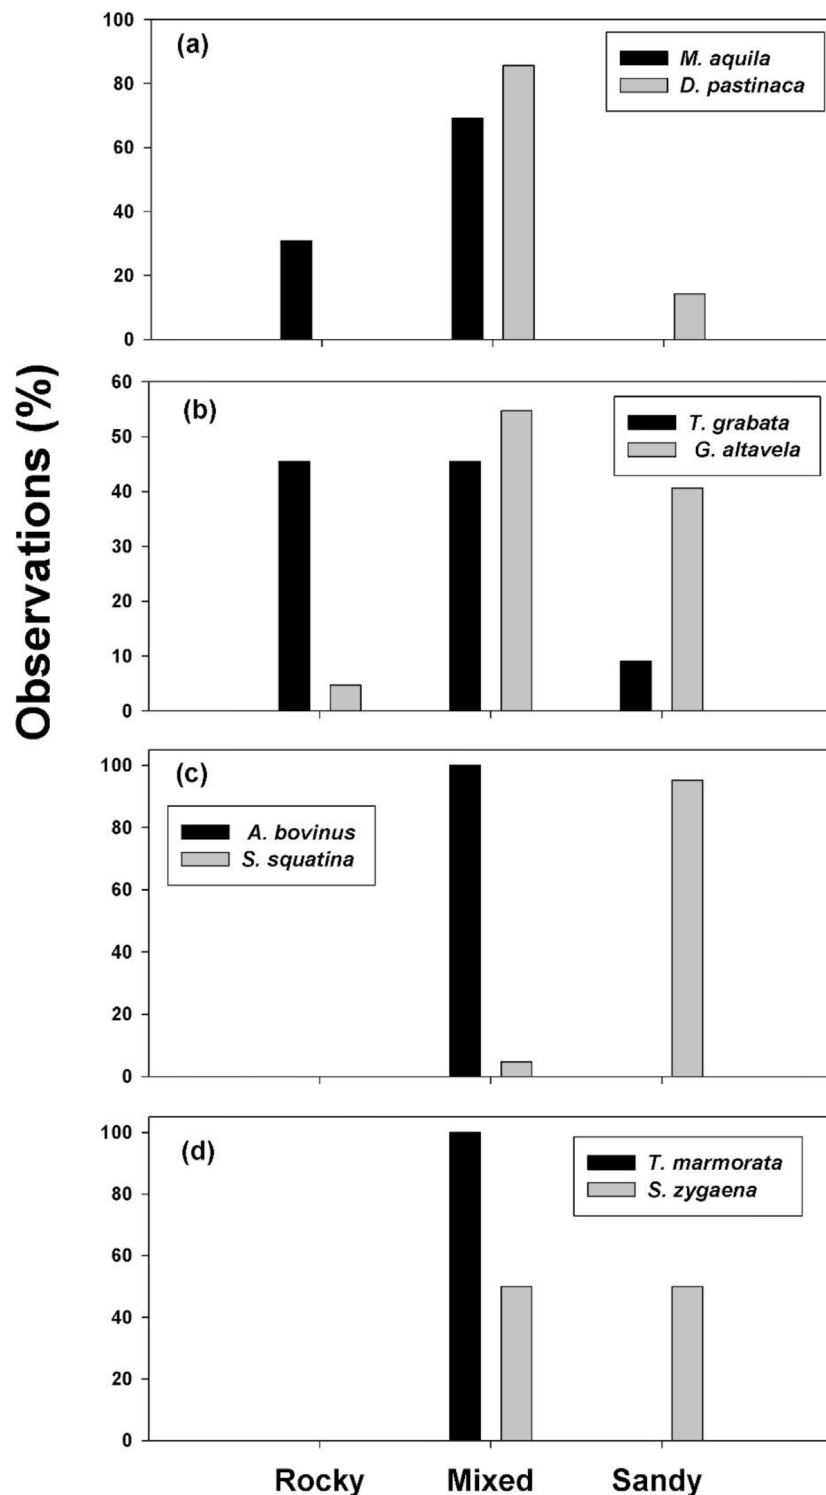 Observations (%)
(a)
M. aquila
D. pastinaca
100
80
60
40
20
0
(b)
T. grabata
G. altavela
60
50
40
30
20
10
0
(c)
A. bovinus
S. squatina
100
80
60
40
20
0
(d)
T. marmorata
S. zygaena
100
80
60
40
20
0
Rocky Mixed Sandy